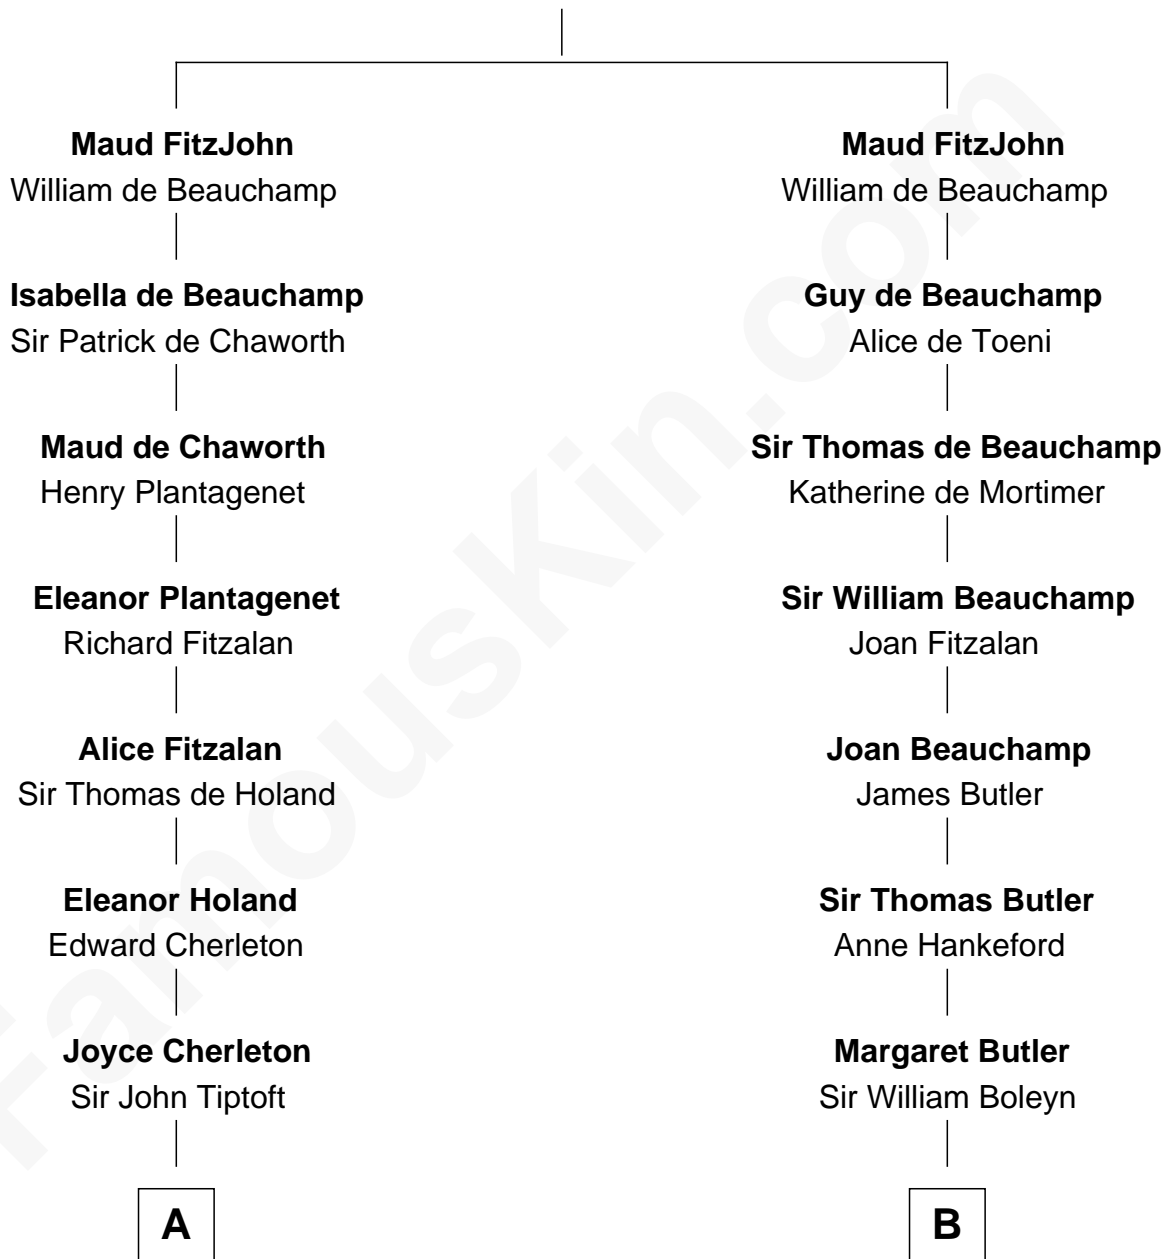 Maud FitzJohn
William de Beauchamp
Isabella de Beauchamp
Sir Patrick de Chaworth
Maud de Chaworth
Henry Plantagenet
Eleanor Plantagenet
Richard Fitzalan
Alice Fitzalan
Sir Thomas de Holand
Eleanor Holand
Edward Cherleton
Joyce Cherleton
Sir John Tiptoft
A
Maud FitzJohn
William de Beauchamp
Guy de Beauchamp
Alice de Toeni
Sir Thomas de Beauchamp
Katherine de Mortimer
Sir William Beauchamp
Joan Fitzalan
Joan Beauchamp
James Butler
Sir Thomas Butler
Anne Hankeford
Margaret Butler
Sir William Boleyn
B
FamousKin.com